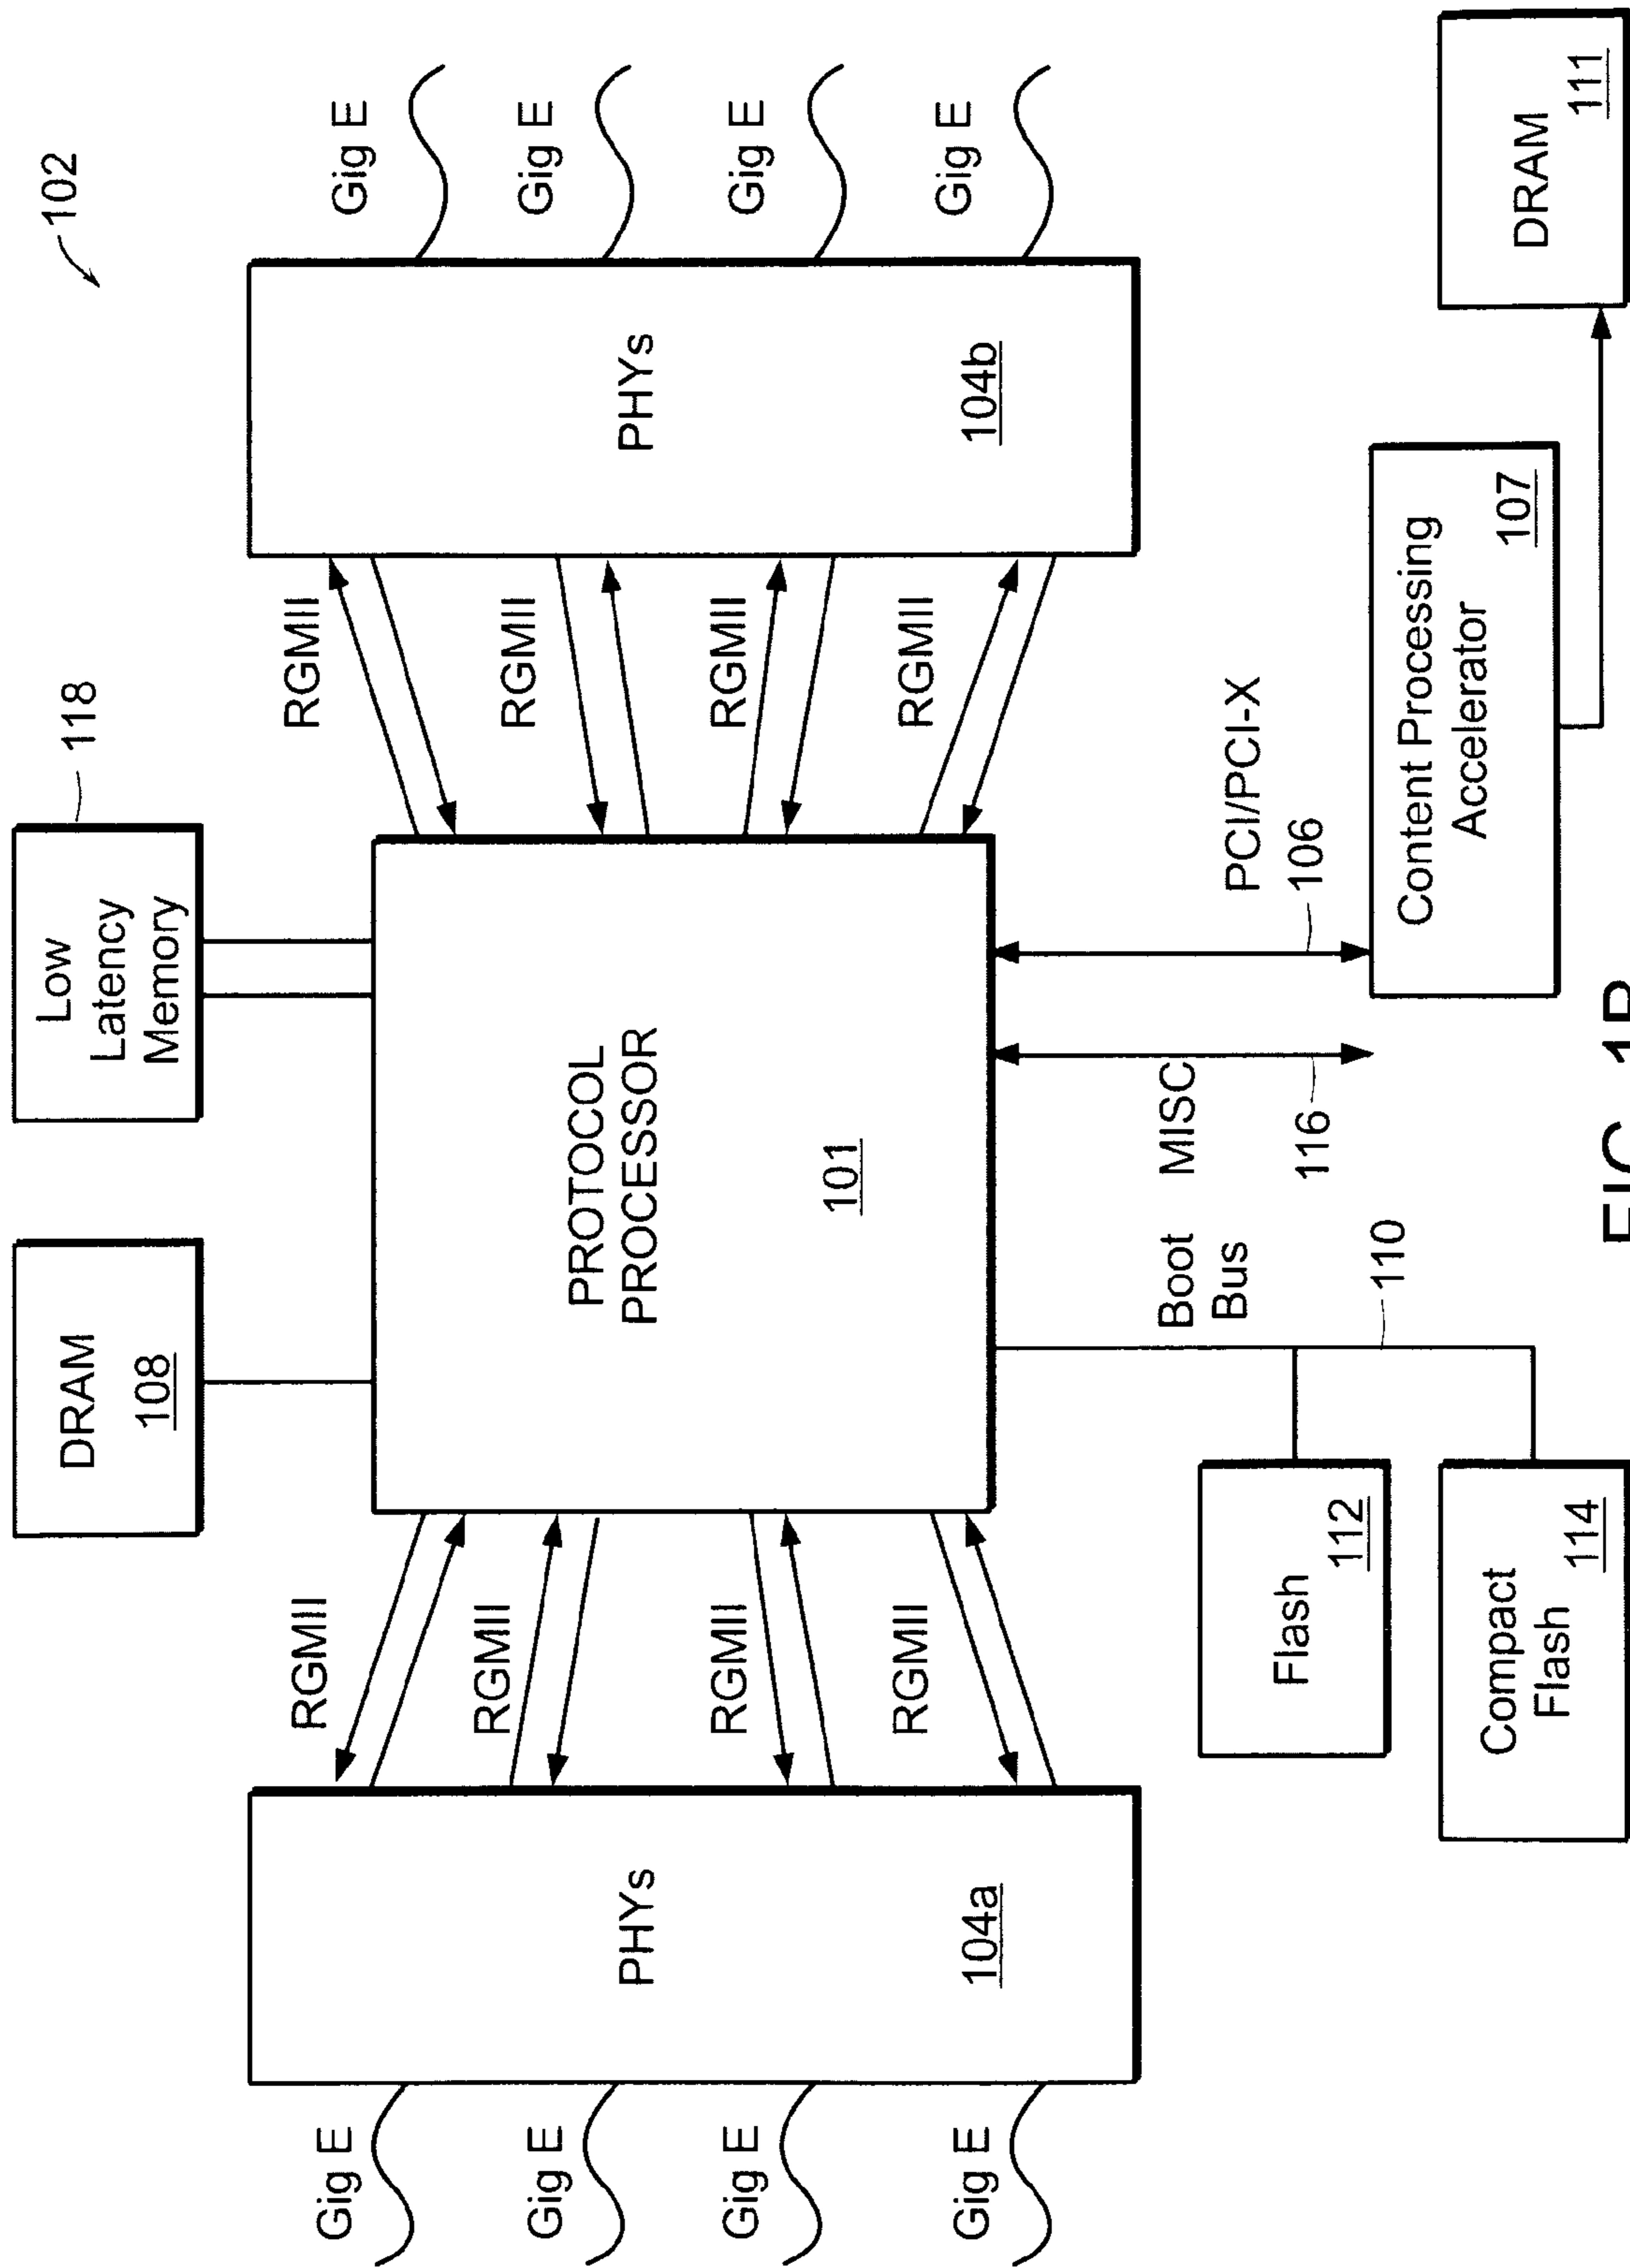 102
DRAM
108
Low
Latency
Memory
118
Gig E
Gig E
Gig E
Gig E
PHYs
104a
RGMII
RGMII
RGMII
RGMII
PROTOCOL
PROCESSOR
101
RGMII
RGMII
RGMII
RGMII
PHYs
104b
Gig E
Gig E
Gig E
Gig E
Boot
Bus
110
MISC
116
PCI/PCI-X
106
Flash
112
Compact
Flash
114
Content Processing
Accelerator
107
DRAM
111
FIG. 1B